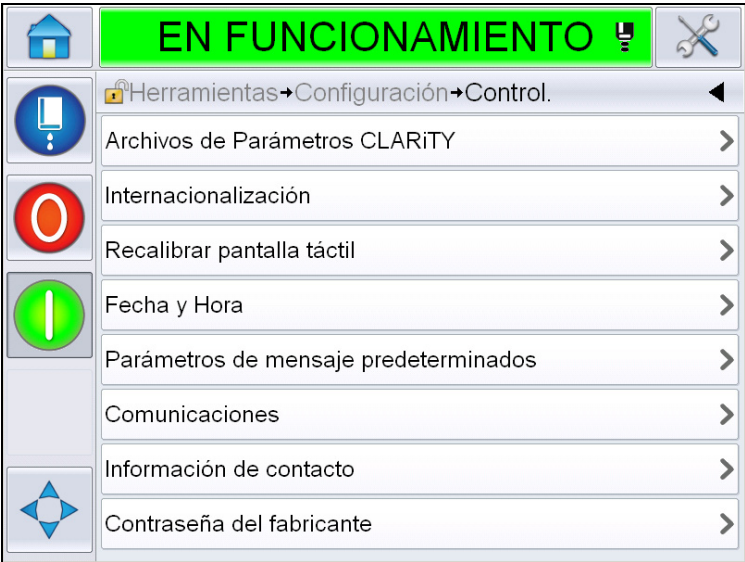 EN FUNCIONAMIENTO
Herramientas→Configuración→Control.
Archivos de Parámetros CLARiTY
Internacionalización
Recalibrar pantalla táctil
Fecha y Hora
Parámetros de mensaje predeterminados
Comunicaciones
Información de contacto
Contraseña del fabricante